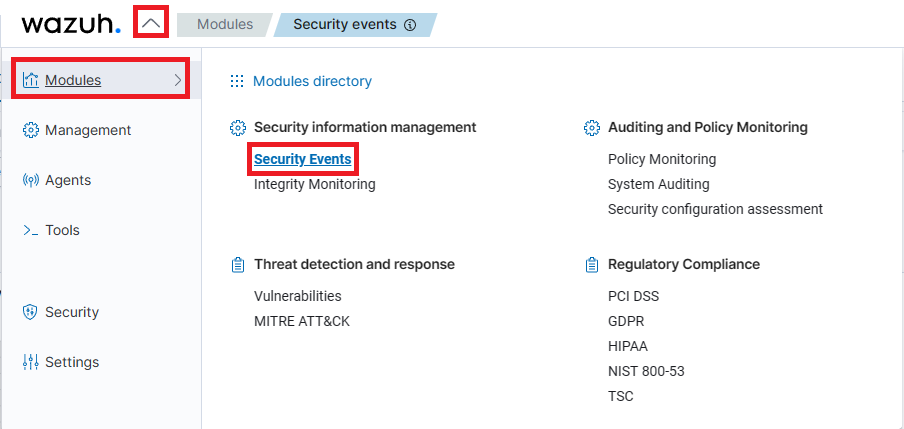 wazuh. Modules Security events
Modules
Management
Agents
Tools
Security
Settings
Modules directory
Security information management
Security Events
Integrity Monitoring
Auditing and Policy Monitoring
Policy Monitoring
System Auditing
Security configuration assessment
Threat detection and response
Vulnerabilities
MITRE ATT&CK
Regulatory Compliance
PCI DSS
GDPR
HIPAA
NIST 800-53
TSC